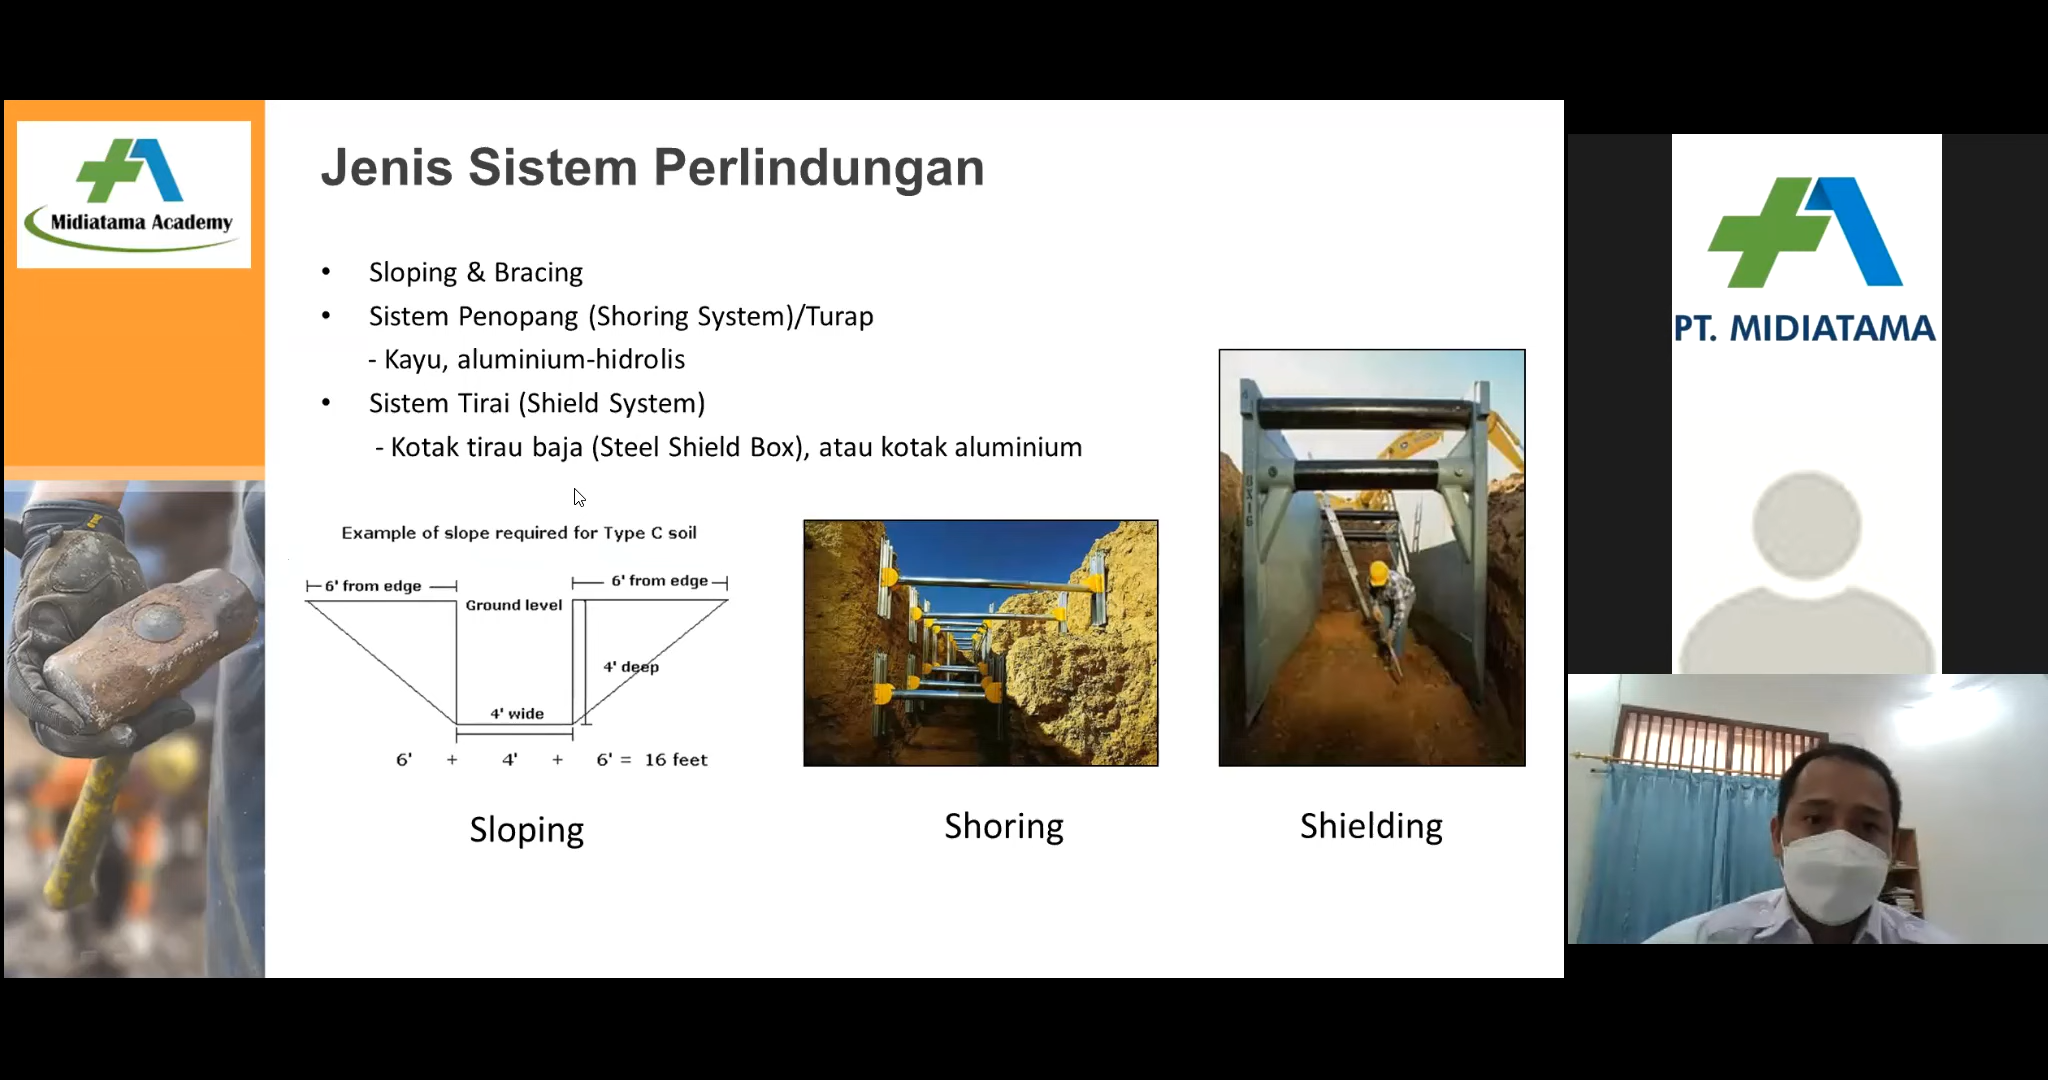 Midiatama Academy
Jenis Sistem Perlindungan
• Sloping & Bracing
• Sistem Penopang (Shoring System)/Turap
- Kayu, aluminium-hidrolis
• Sistem Tirai (Shield System)
- Kotak tirau baja (Steel Shield Box), atau kotak aluminium
Example of slope required for Type C soil
6' from edge
6' from edge
Ground level
4' deep
4' wide
6' + 4' + 6' = 16 feet
Sloping
Shoring
Shielding
PT. MIDIATAMA